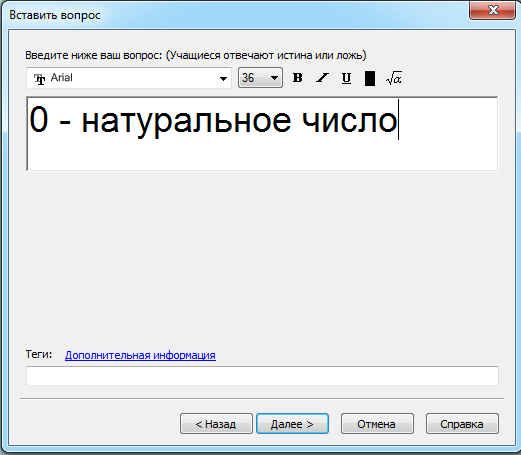 Вставить вопрос
Введите ниже ваш вопрос: (Учащиеся отвечают истина или ложь)
Arial 36 B I U √α
0 - натуральное число
Теги: Дополнительная информация
< Назад Далее > Отмена Справка